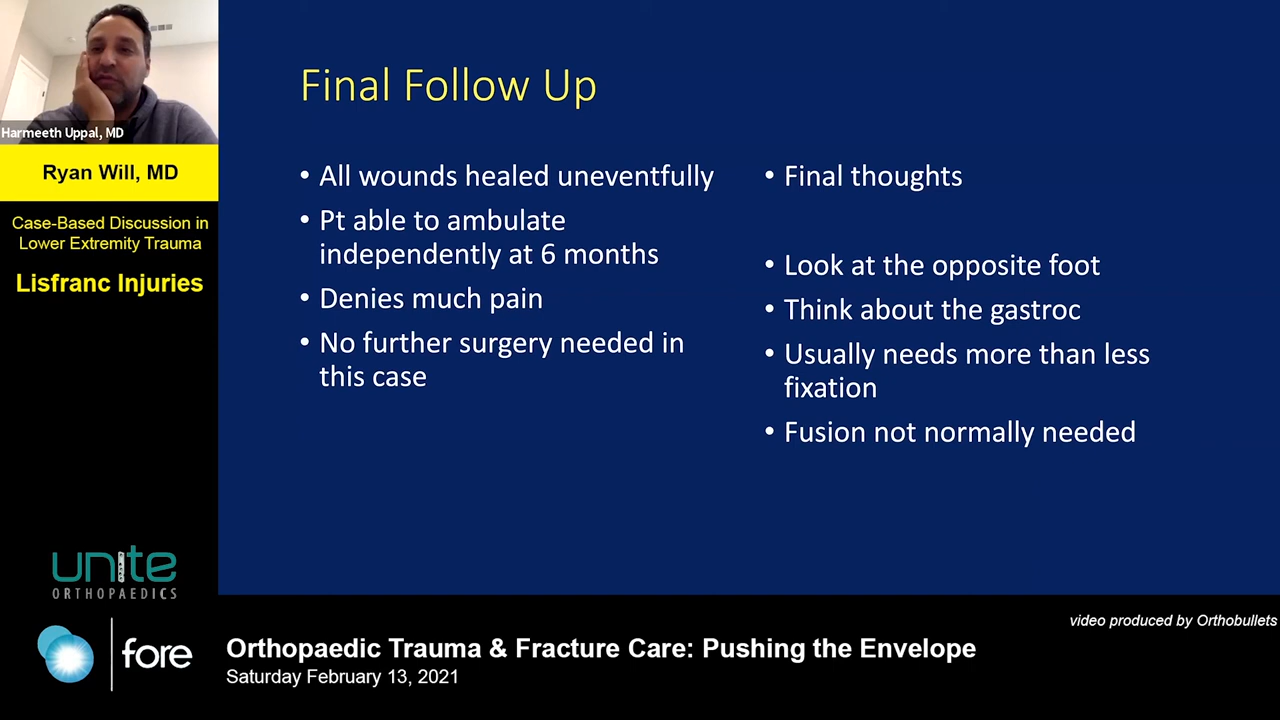 Harmeeth Uppal, MD
Ryan Will, MD
Case-Based Discussion in
Lower Extremity Trauma
Lisfranc Injuries
Final Follow Up
• All wounds healed uneventfully
• Pt able to ambulate
independently at 6 months
• Denies much pain
• No further surgery needed in
this case
• Final thoughts
• Look at the opposite foot
• Think about the gastroc
• Usually needs more than less
fixation
• Fusion not normally needed
unite
ORTHOPAEDICS
fore
video produced by Orthobullets
Orthopaedic Trauma & Fracture Care: Pushing the Envelope
Saturday February 13, 2021